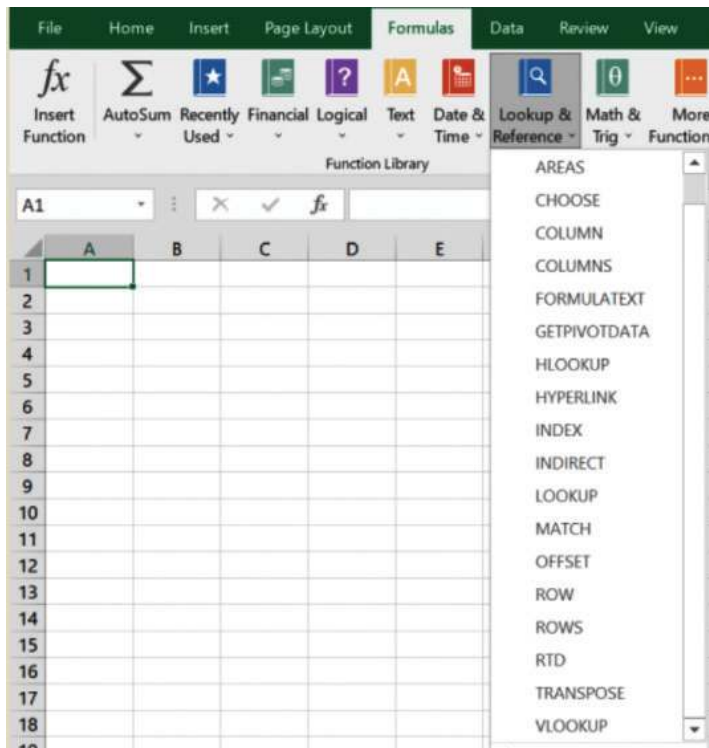 File Home Insert Page Layout Formulas Data Review View
fx Σ ? A θ
Insert AutoSum Recently Financial Logical Text Date & Lookup & Math & More
Function Used Time Reference Trig Function
Function Library
A1 fx
A B C D E
1
2
3
4
5
6
7
8
9
10
11
12
13
14
15
16
17
18
AREAS
CHOOSE
COLUMN
COLUMNS
FORMULATEXT
GETPIVOTDATA
HLOOKUP
HYPERLINK
INDEX
INDIRECT
LOOKUP
MATCH
OFFSET
ROW
ROWS
RTD
TRANSPOSE
VLOOKUP